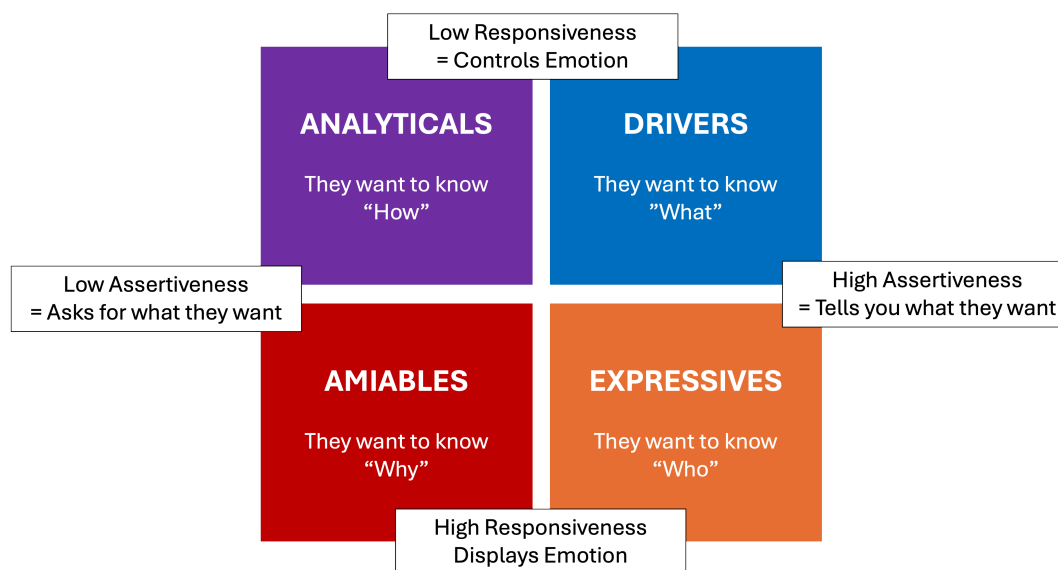 Low Responsiveness
= Controls Emotion
ANALYTICALS
They want to know
“How”
DRIVERS
They want to know
”What”
Low Assertiveness
= Asks for what they want
High Assertiveness
= Tells you what they want
AMIABLES
They want to know
“Why”
EXPRESSIVES
They want to know
“Who”
High Responsiveness
Displays Emotion